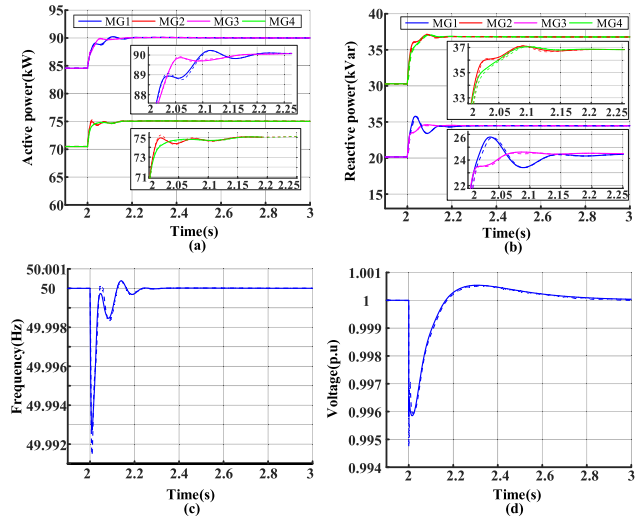 MG1 MG2 MG3 MG4
Active power(kW)
95
90
85
80
75
70
65
60
90
88
2 2.05 2.1 2.15 2.2 2.25
75
73
71
2 2.05 2.1 2.15 2.2 2.25
2 2.2 2.4 2.6 2.8 3
Time(s)
(a)
MG1 MG2 MG3 MG4
Reactive power(kVar)
40
35
30
25
20
15
37
35
33
2 2.05 2.1 2.15 2.2 2.25
26
24
22
2 2.05 2.1 2.15 2.2 2.25
2 2.2 2.4 2.6 2.8 3
Time(s)
(b)
Frequency(Hz)
50.001
50
49.998
49.996
49.994
49.992
2 2.2 2.4 2.6 2.8 3
Time(s)
(c)
Voltage(p.u)
1.001
1
0.999
0.997
0.996
0.995
0.994
2 2.2 2.4 2.6 2.8 3
Time(s)
(d)